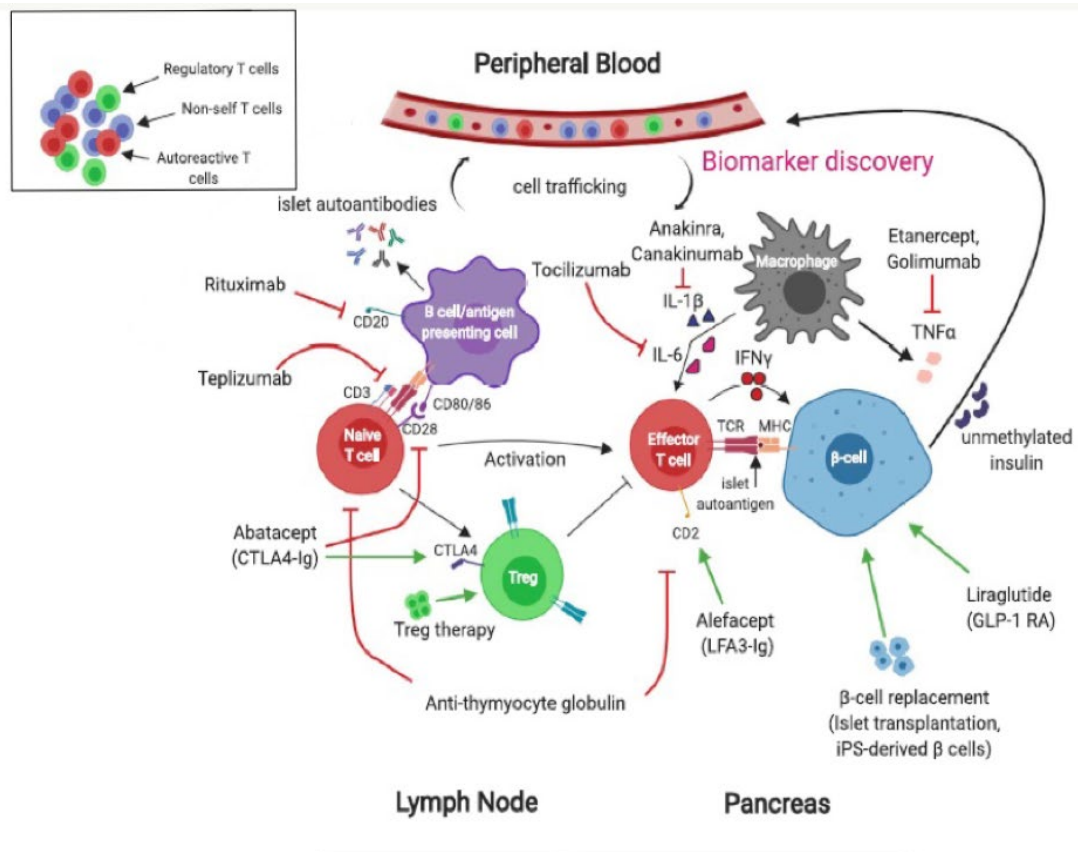 Regulatory T cells
Non-self T cells
Autoreactive T
cells
Peripheral Blood
Biomarker discovery
cell trafficking
islet autoantibodies
Rituximab
CD20
B cell/antigen
presenting cell
Teplizumab
CD3
CD80/86
CD28
Naive
T cell
Activation
Abatacept
(CTLA4-Ig)
CTLA4
Treg
Treg therapy
Anti-thymyocyte globulin
Tocilizumab
Anakinra,
Canakinumab
IL-1β
IL-6
Macrophage
Etanercept,
Golimumab
TNFα
IFNγ
Effector
T cell
TCR
MHC
islet
autoantigen
CD2
β-cell
unmethylated
insulin
Alefacept
(LFA3-Ig)
Liraglutide
(GLP-1 RA)
β-cell replacement
(Islet transplantation,
iPS-derived β cells)
Lymph Node
Pancreas